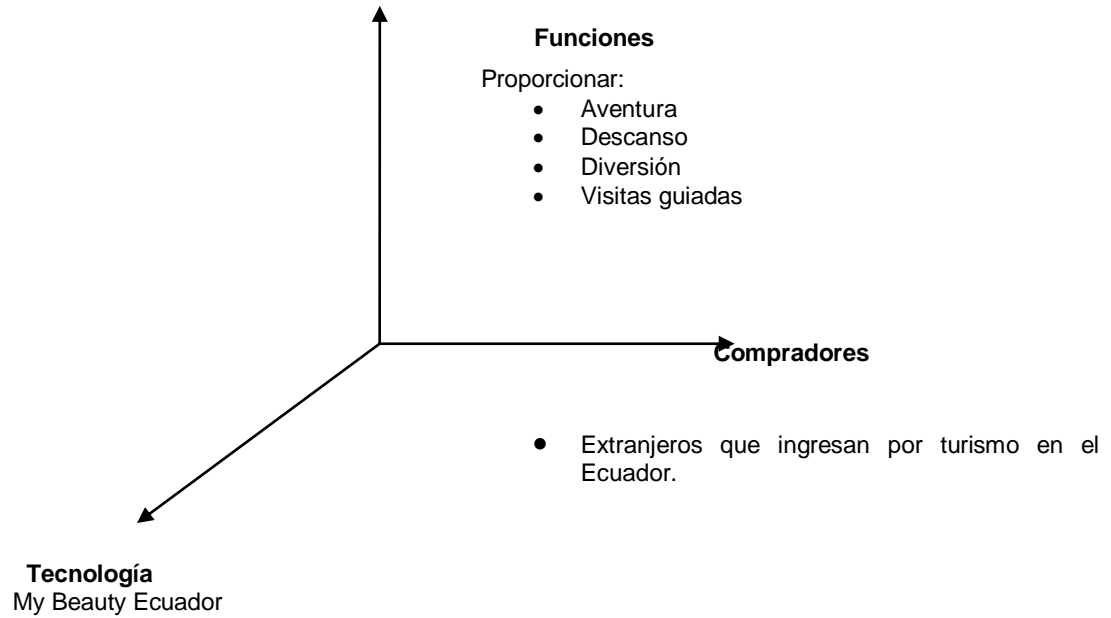 Funciones
Proporcionar:
• Aventura
• Descanso
• Diversión
• Visitas guiadas
Compradores
• Extranjeros que ingresan por turismo en el
Ecuador.
Tecnología
My Beauty Ecuador